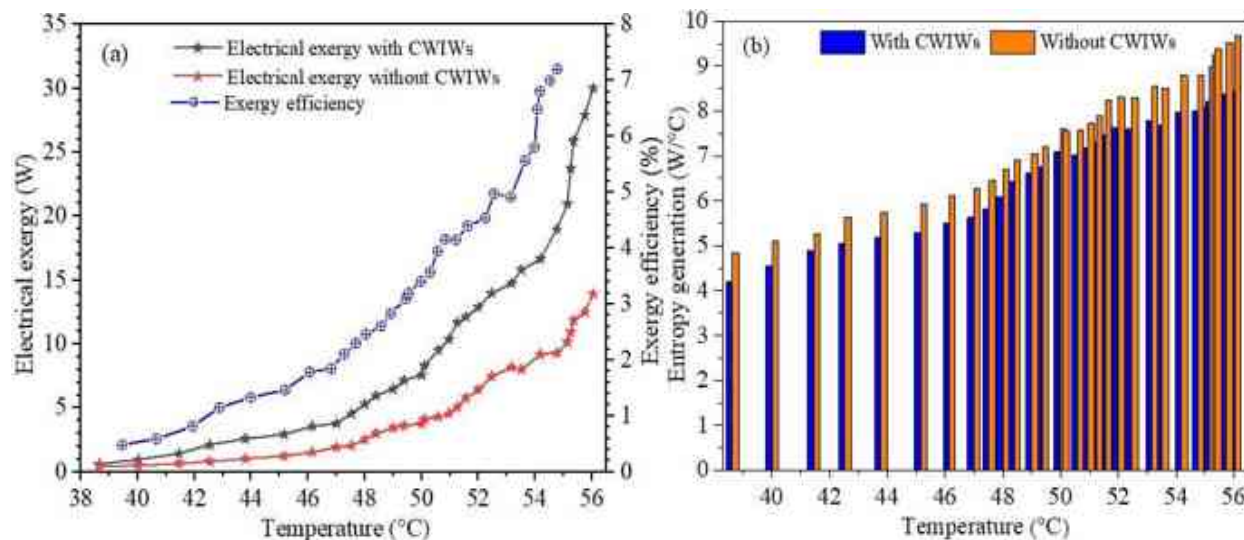 (a)
Electrical exergy with CWIWs
Electrical exergy without CWIWs
Exergy efficiency
Electrical exergy (W)
35
30
25
20
15
10
5
0
38 40 42 44 46 48 50 52 54 56
Temperature (°C)
8
7
6
5
4
3
2
1
0
Exergy efficiency (%)
(b)
With CWIWs Without CWIWs
Entropy generation (W/°C)
10
9
8
7
6
5
4
3
2
1
0
40 42 44 46 48 50 52 54 56
Temperature (°C)